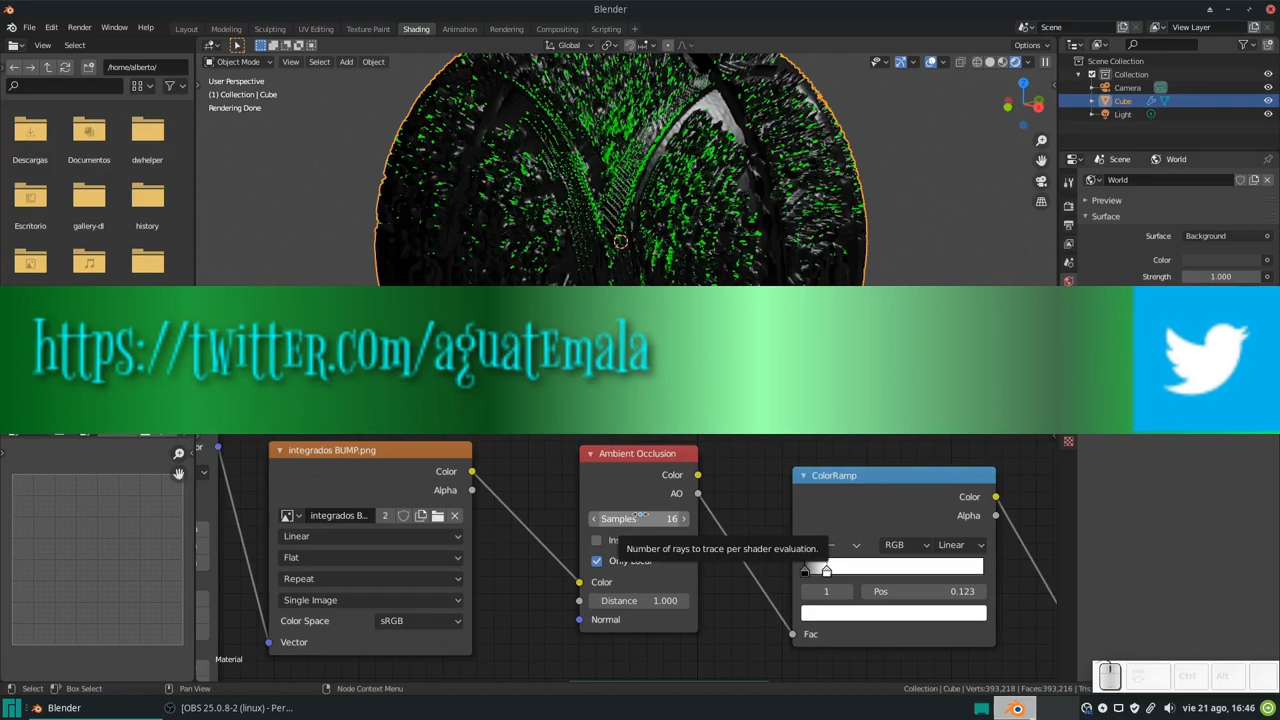 Blender
File Edit Render Window Help
Layout Modeling Sculpting UV Editing Texture Paint Shading Animation Rendering Compositing Scripting
Scene
View Layer
View Select
Global
Options
/home/alberto/
Object Mode View Select Add Object
User Perspective
(1) Collection | Cube
Rendering Done
Descargas Documentos dwhelper
Escritorio gallery-dl history
Scene Collection
Collection
Camera
Cube
Light
Scene World
World
Preview
Surface
Surface Background
Color
Strength 1.000
https://twitter.com/aguatemala
integrados BUMP.png
Color
Alpha
integrados B... 2
Linear
Flat
Repeat
Single Image
Color Space sRGB
Vector
Ambient Occlusion
Color
AO
Samples 16
Number of rays to trace per shader evaluation.
Only Local
Color
Distance 1.000
Normal
ColorRamp
Color
Alpha
RGB Linear
1 Pos 0.123
Fac
Material
Ctrl Alt
Select Box Select Pan View Node Context Menu
Collection | Cube | Verts:393,218 | Faces:393,216 | Tris:
Blender [OBS 25.0.8-2 (linux) - Per...
vie 21 ago, 16:46